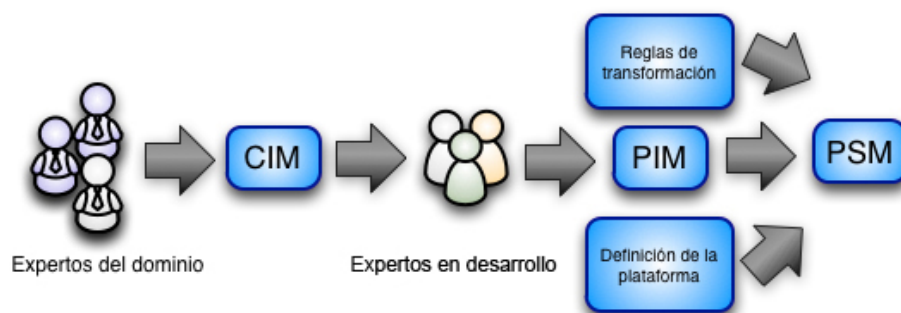 Reglas de
transformación
CIM
PIM
PSM
Expertos del dominio
Expertos en desarrollo
Definición de la
plataforma